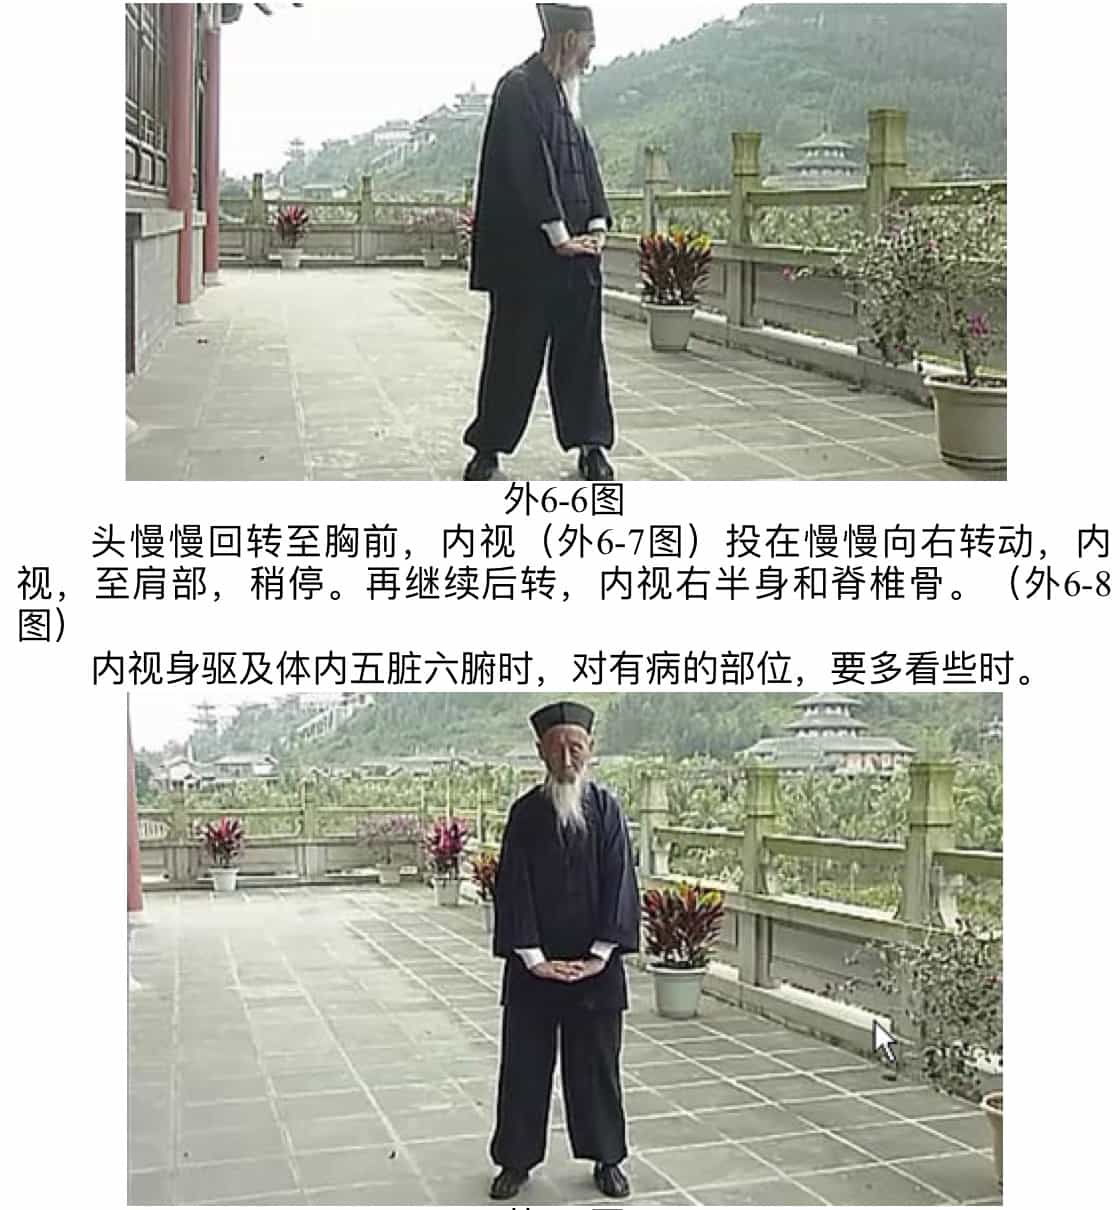 外6-6图
头慢慢回转至胸前，内视（外6-7图）投在慢慢向右转动，内
视，至肩部，稍停。再继续后转，内视右半身和脊椎骨。（外6-8
图）
内视身驱及体内五脏六腑时，对有病的部位，要多看些时。